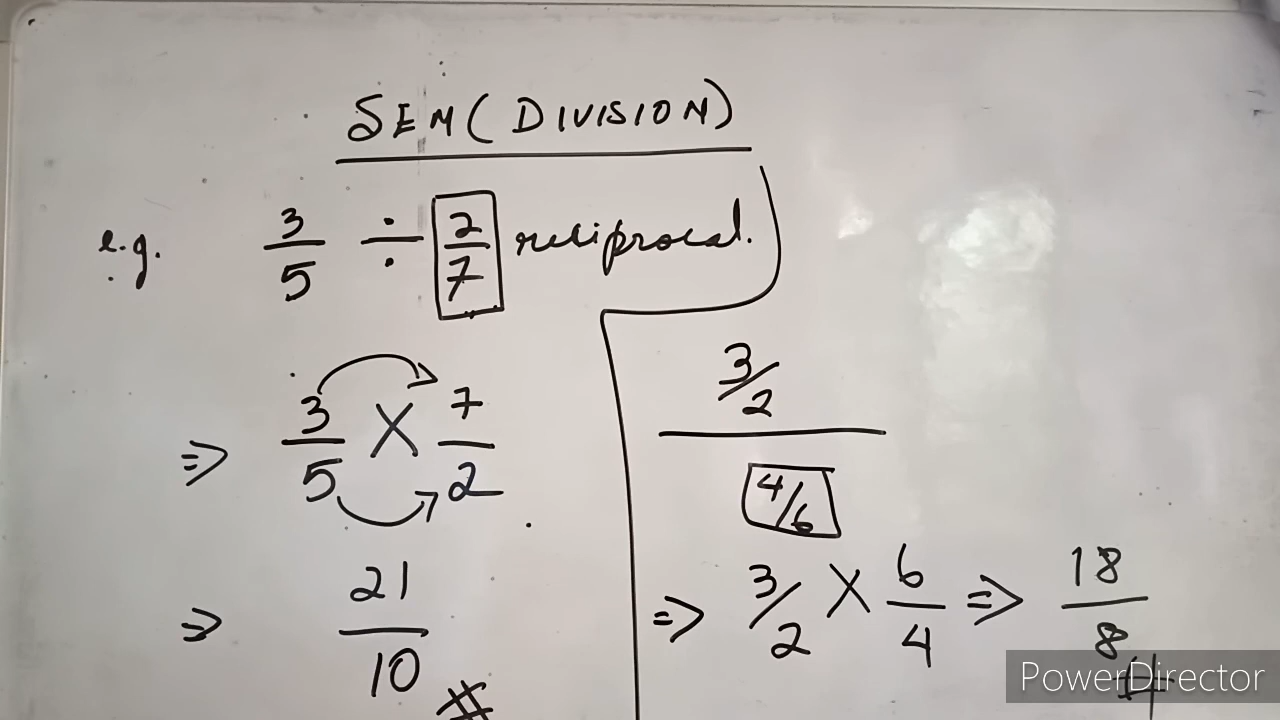 SEM (DIVISION)
e.g. 3/5 ÷ 2/7 reciprocal.
⇒ 3/5 × 7/2
⇒ 21/10 #
3/2
4/6
⇒ 3/2 × 6/4 ⇒ 18/8 #
PowerDirector